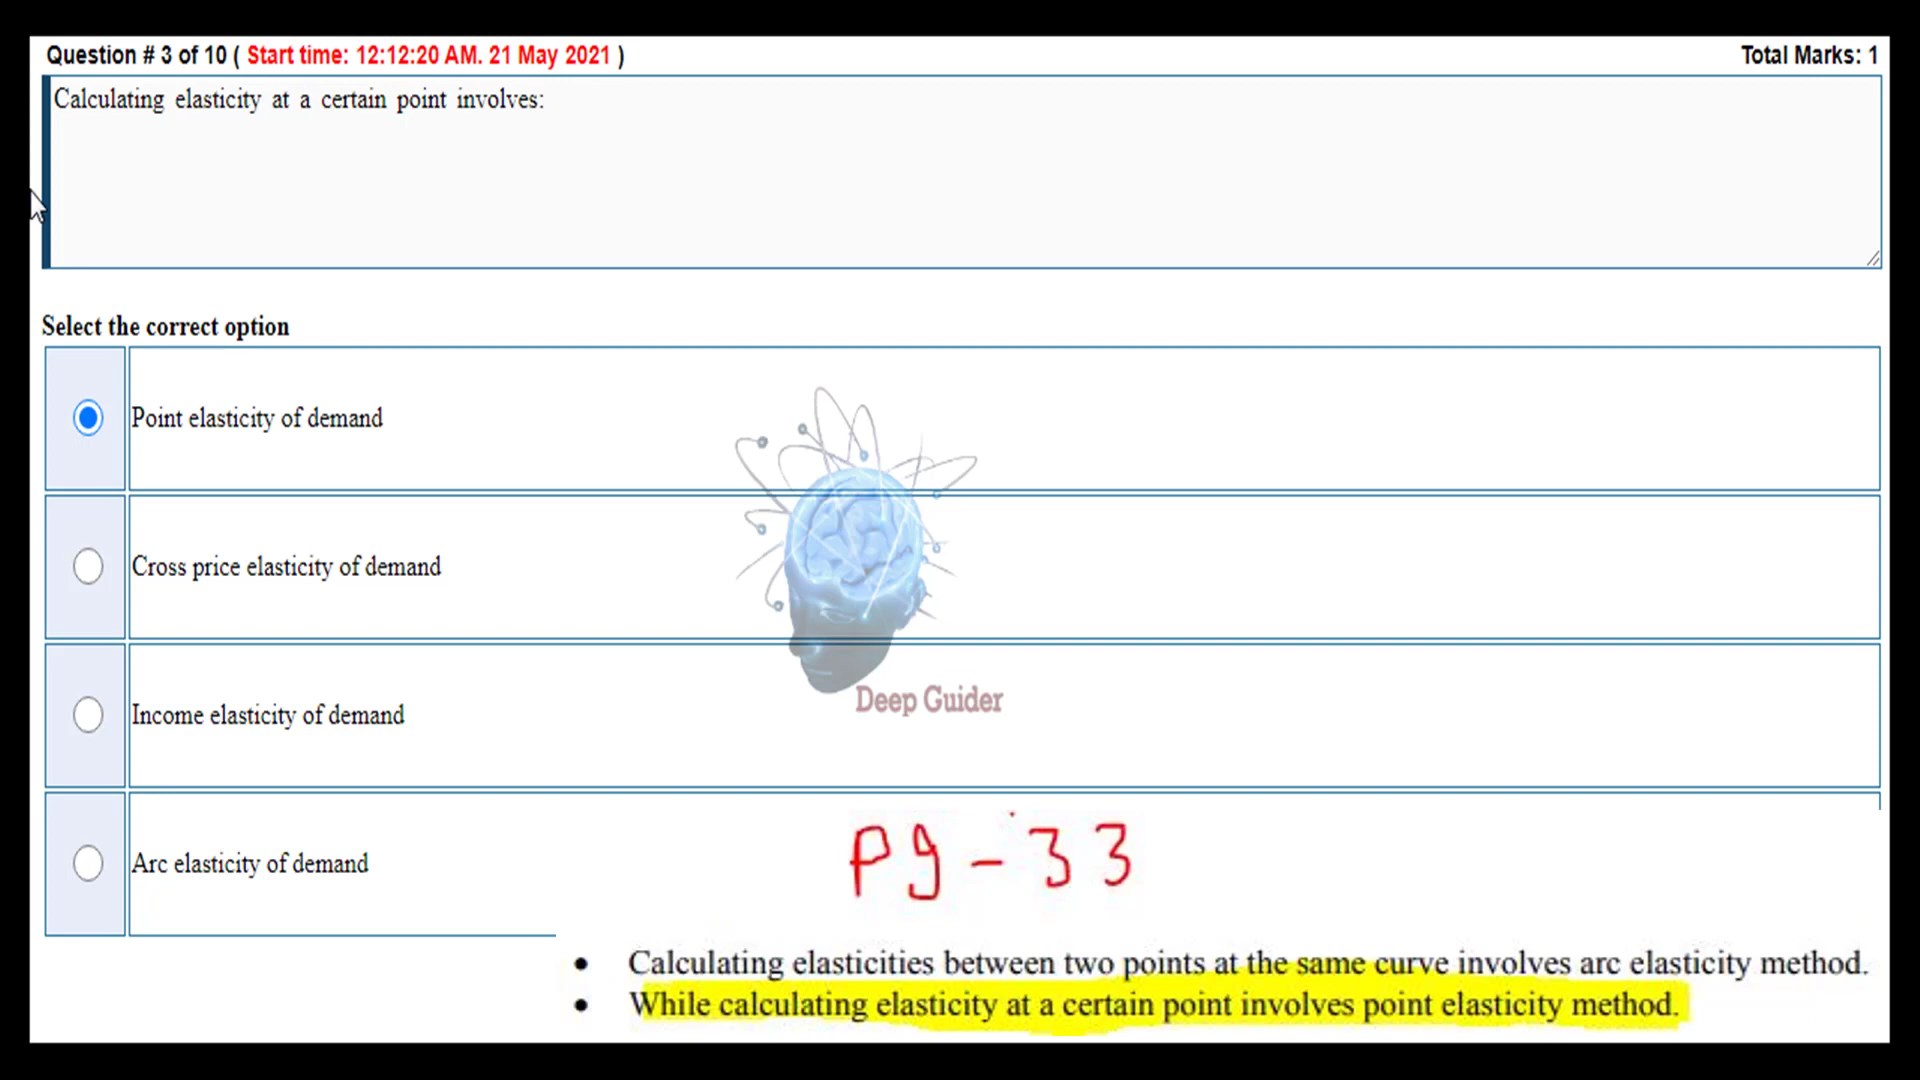 Question # 3 of 10 ( Start time: 12:12:20 AM. 21 May 2021 )
Total Marks: 1
Calculating elasticity at a certain point involves:
Select the correct option
Point elasticity of demand
Cross price elasticity of demand
Income elasticity of demand
Deep Guider
Arc elasticity of demand
Pg - 33
• Calculating elasticities between two points at the same curve involves arc elasticity method.
• While calculating elasticity at a certain point involves point elasticity method.